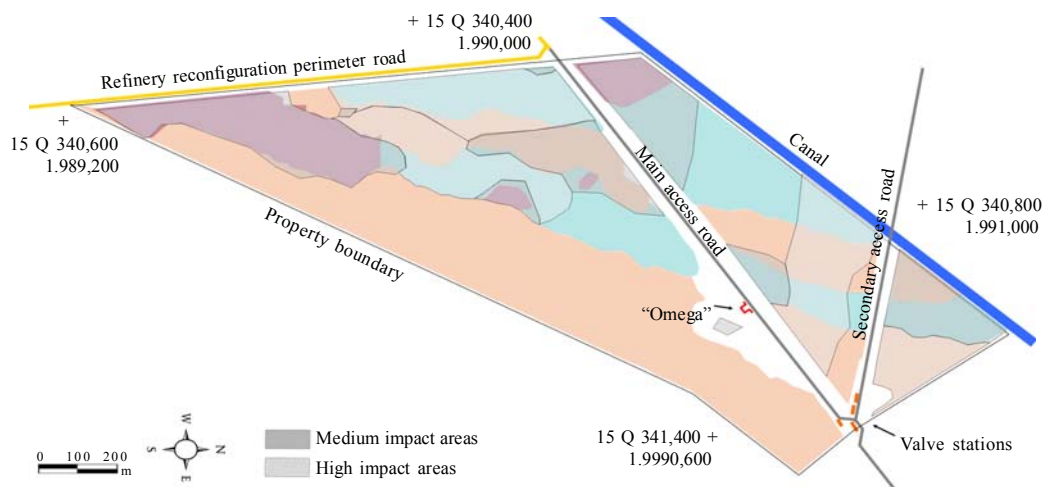 + 15 Q 340,400
1.990,000
Refinery reconfiguration perimeter road
+
15 Q 340,600
1.989,200
Canal
Main access road
+ 15 Q 340,800
1.991,000
Secondary access road
Property boundary
"Omega"
15 Q 341,400 +
1.9990,600
Valve stations
W
S
N
E
Medium impact areas
High impact areas
0 100 200
m